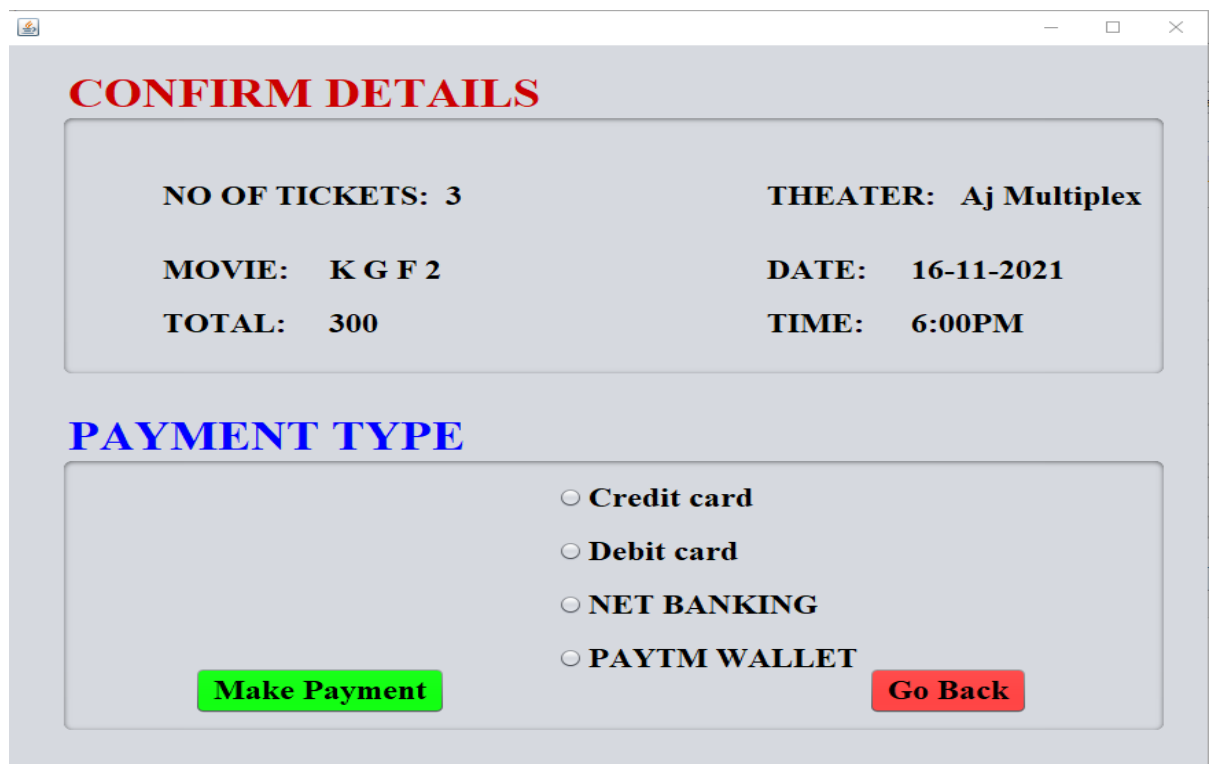 CONFIRM DETAILS
NO OF TICKETS: 3 THEATER: Aj Multiplex
MOVIE: K G F 2 DATE: 16-11-2021
TOTAL: 300 TIME: 6:00PM
PAYMENT TYPE
Credit card
Debit card
NET BANKING
PAYTM WALLET
Make Payment Go Back